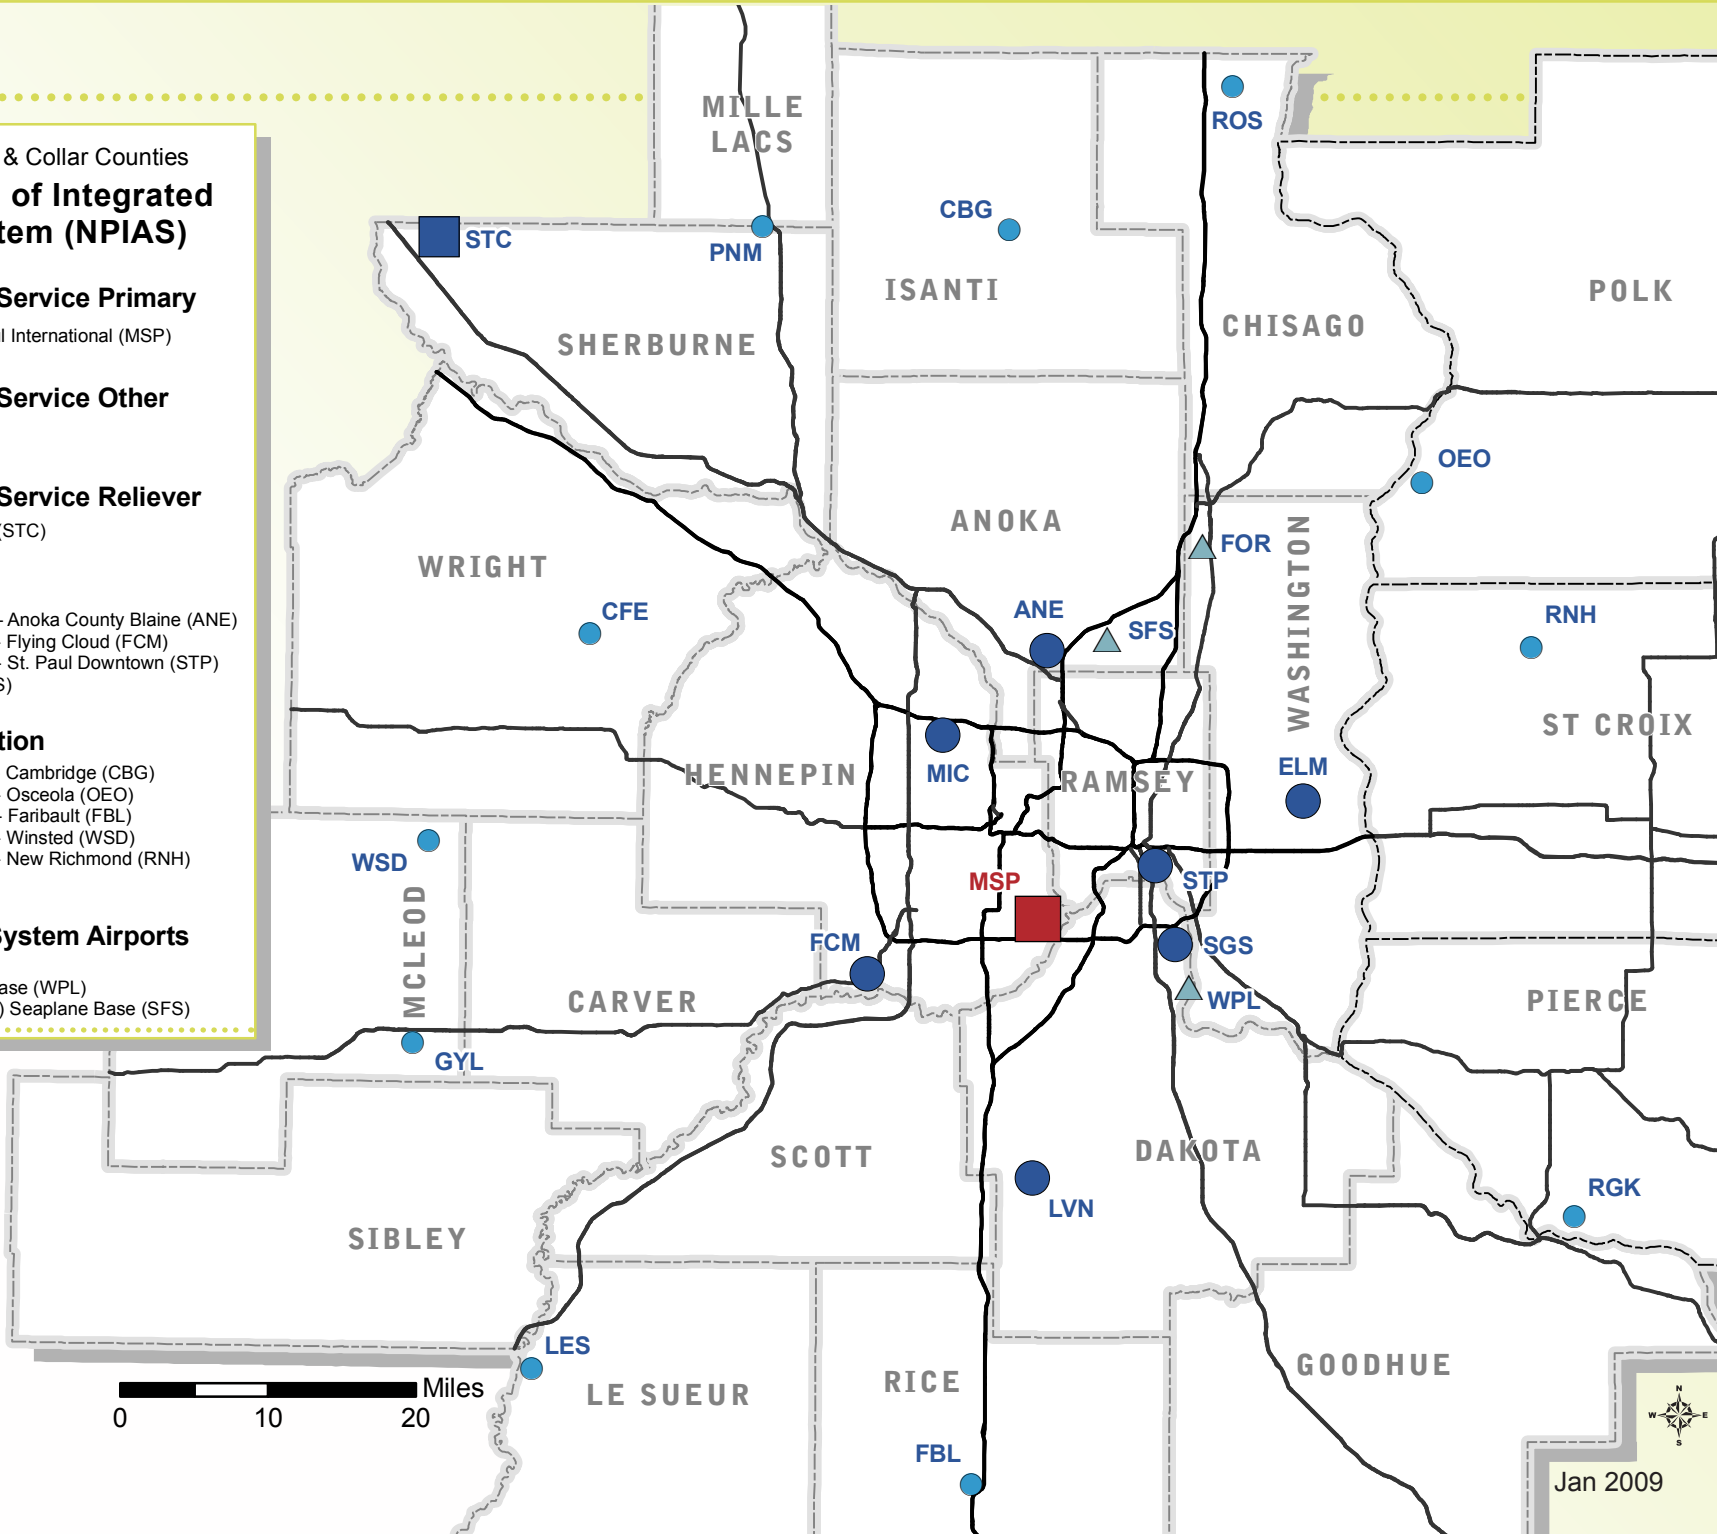 & Collar Counties
of Integrated
tem (NPIAS)
Service Primary
l International (MSP)
Service Other
Service Reliever
(STC)
- Anoka County Blaine (ANE)
- Flying Cloud (FCM)
- St. Paul Downtown (STP)
S)
tion
Cambridge (CBG)
- Osceola (OEO)
- Faribault (FBL)
- Winsted (WSD)
- New Richmond (RNH)
System Airports
ase (WPL)
) Seaplane Base (SFS)
MILLE
LACS
ROS
STC
PNM
CBG
ISANTI
POLK
CHISAGO
SHERBURNE
OEO
ANOKA
FOR
WASHINGTON
WRIGHT
CFE
ANE
SFS
RNH
ST CROIX
HENNEPIN
MIC
RAMSEY
ELM
WSD
MSP
STP
MCLEOD
FCM
SGS
CARVER
WPL
PIERCE
GYL
SCOTT
DAKOTA
LVN
RGK
SIBLEY
LES
LE SUEUR
RICE
GOODHUE
FBL
Miles
0 10 20
N
W E
S
Jan 2009